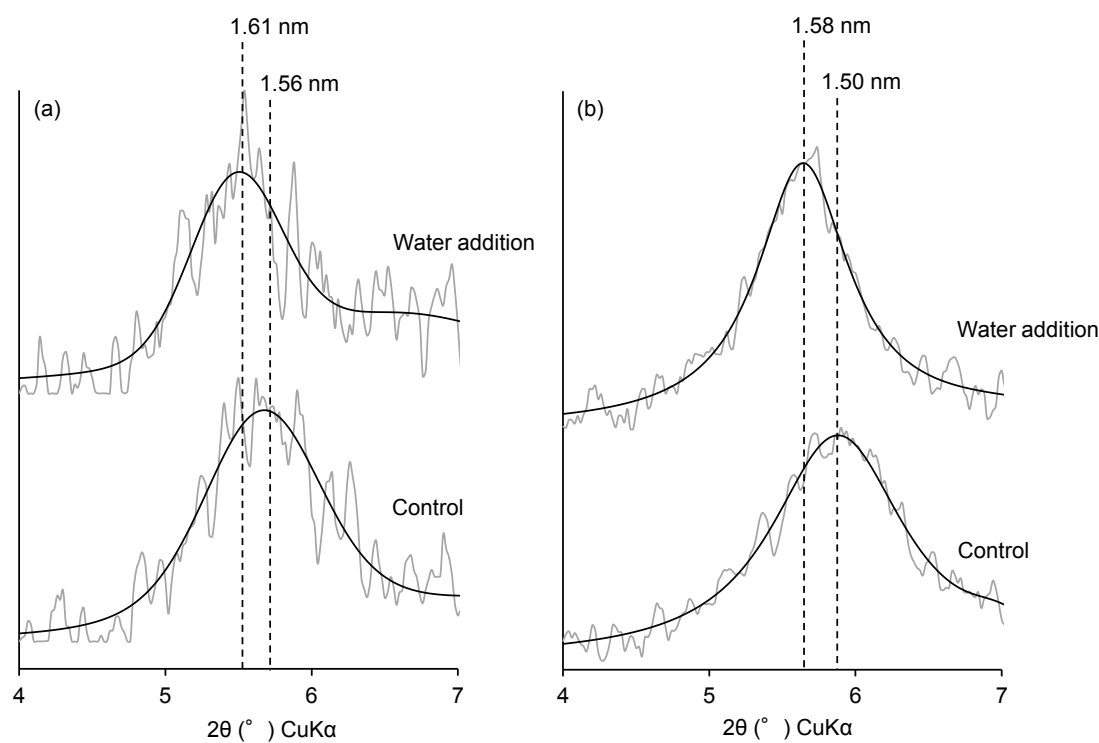 1.61 nm
1.56 nm
(a)
Water addition
Control
4 5 6 7
2θ (° ) CuKα
1.58 nm
1.50 nm
(b)
Water addition
Control
4 5 6 7
2θ (° ) CuKα